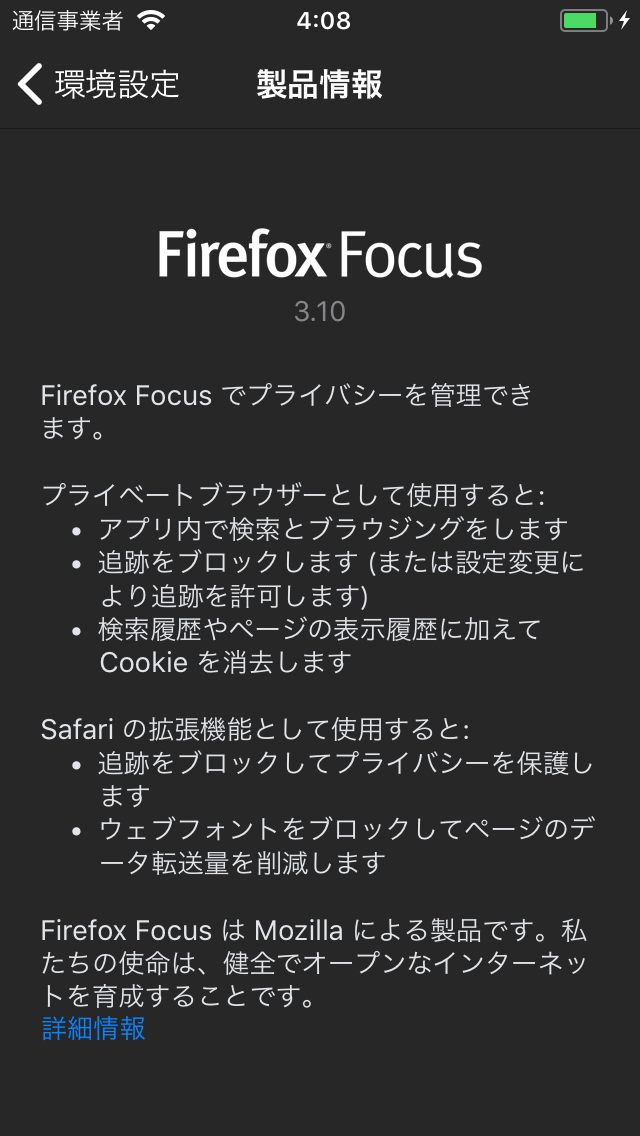 通信事業者 4:08
環境設定 製品情報
Firefox Focus
3.10
Firefox Focus でプライバシーを管理でき
ます。
プライベートブラウザーとして使用すると:
• アプリ内で検索とブラウジングをします
• 追跡をブロックします (または設定変更に
より追跡を許可します)
• 検索履歴やページの表示履歴に加えて
Cookie を消去します
Safari の拡張機能として使用すると:
• 追跡をブロックしてプライバシーを保護し
ます
• ウェブフォントをブロックしてページのデ
ータ転送量を削減します
Firefox Focus は Mozilla による製品です。私
たちの使命は、健全でオープンなインターネッ
トを育成することです。
詳細情報